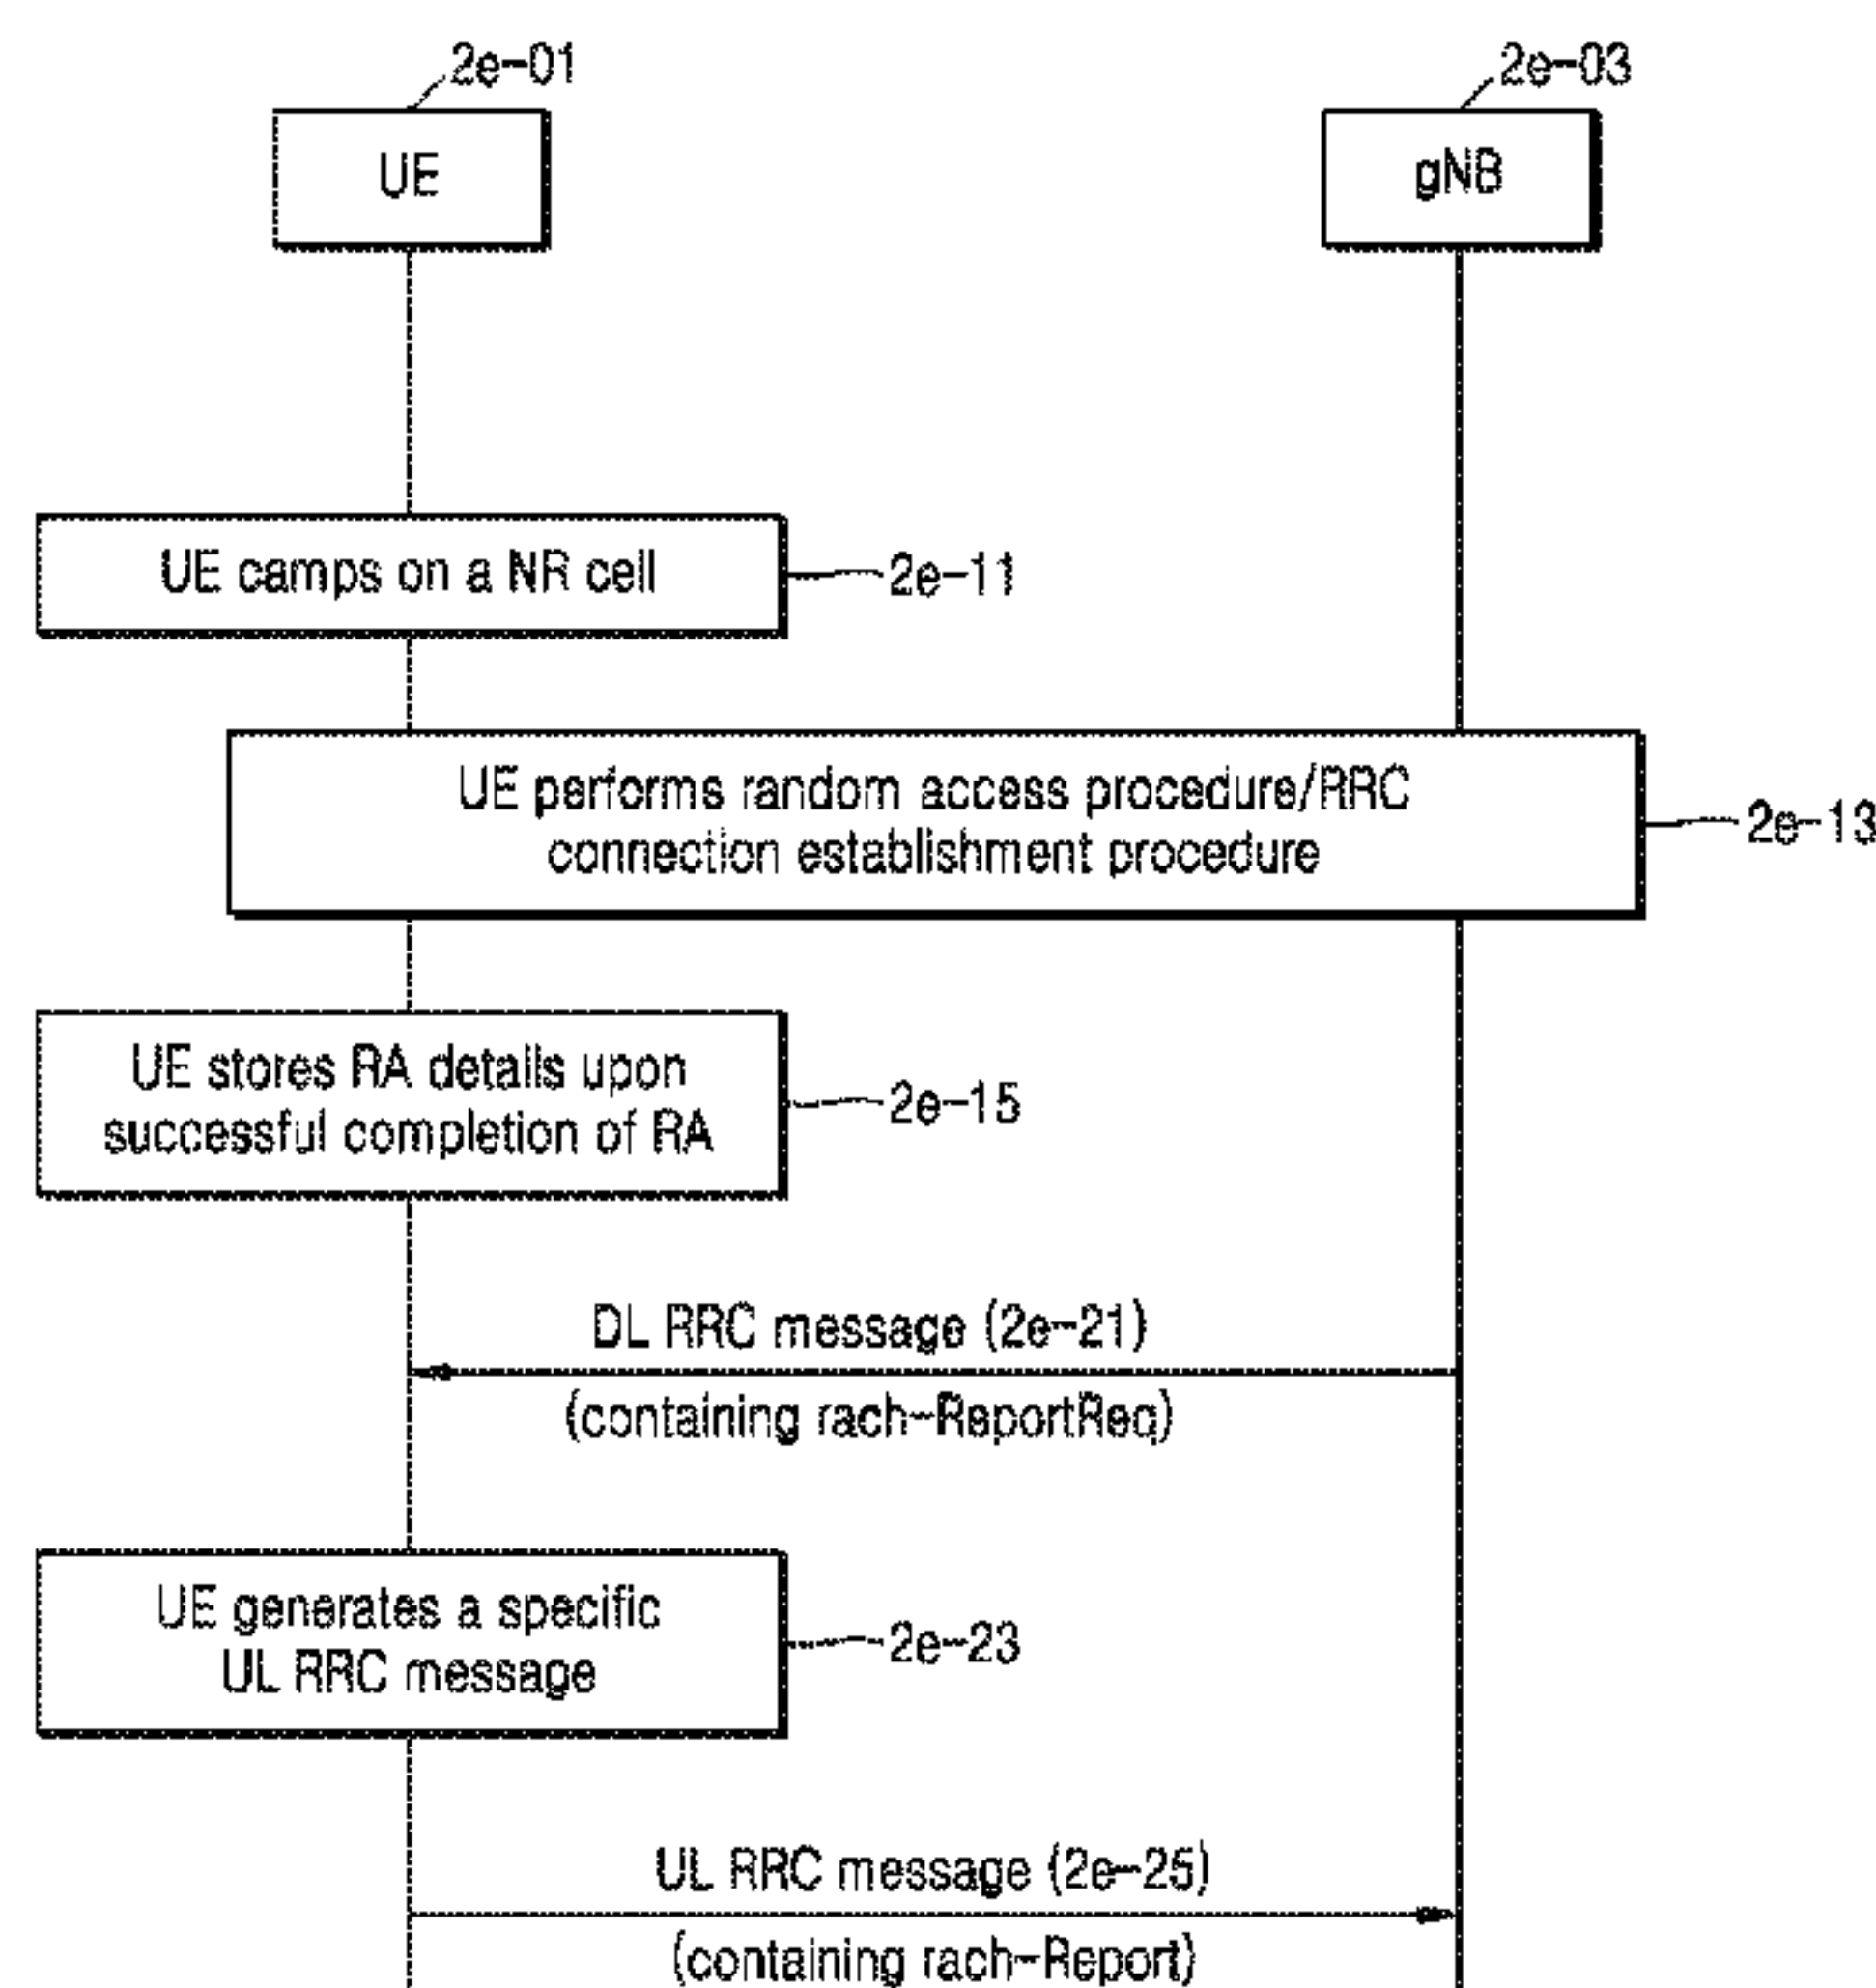 2e-01
2e-03
UE
gNB
UE camps on a NR cell
2e-11
UE performs random access procedure/RRC
connection establishment procedure
2e-13
UE stores RA details upon
successful completion of RA
2e-15
DL RRC message (2e-21)
(containing rach-ReportReq)
UE generates a specific
UL RRC message
2e-23
UL RRC message (2e-25)
(containing rach-Report)